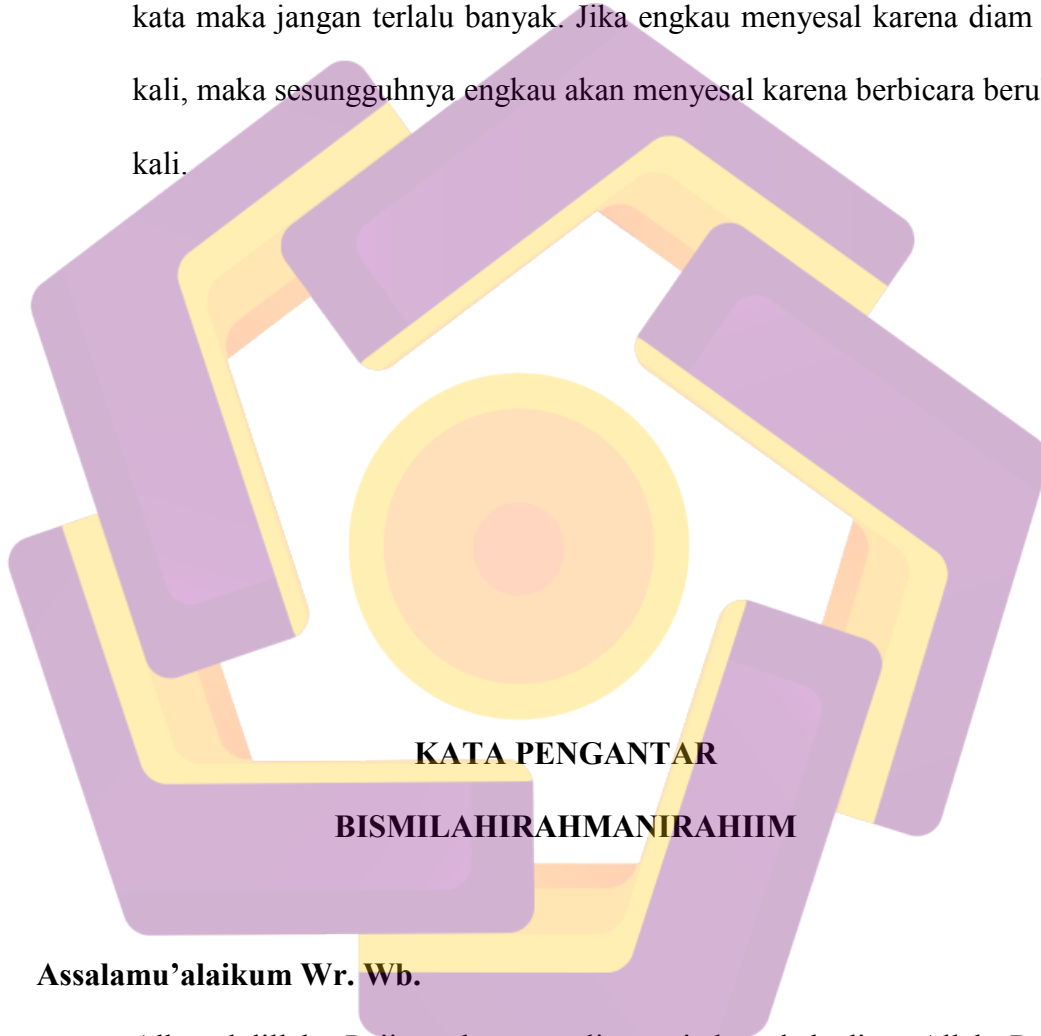 kata maka jangan terlalu banyak. Jika engkau menyesal karena diam
kali, maka sesungguhnya engkau akan menyesal karena berbicara beru
kali.
KATA PENGANTAR
BISMILAHIRAHMANIRAHIIM
Assalamu’alaikum Wr. Wb.